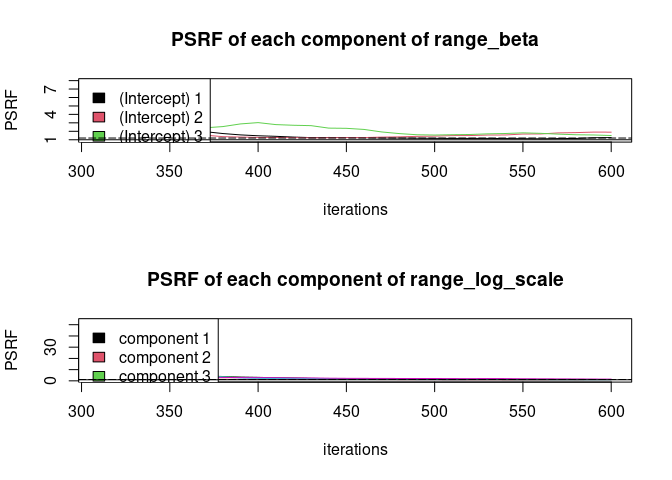 PSRF of each component of range_beta
PSRF
7
4
1
(Intercept) 1
(Intercept) 2
(Intercept) 3
300 350 400 450 500 550 600
iterations
PSRF of each component of range_log_scale
PSRF
30
0
component 1
component 2
component 3
300 350 400 450 500 550 600
iterations